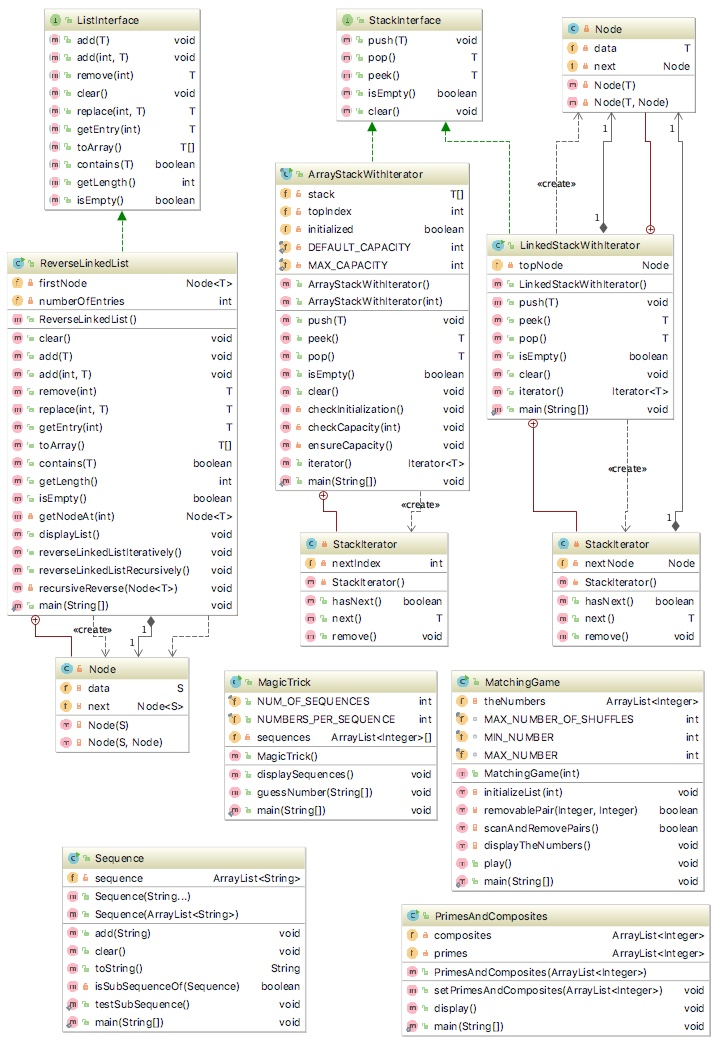 ListInterface
add(T) void
add(int, T) void
remove(int) T
clear() void
replace(int, T) T
getEntry(int) T
toArray() T[]
contains(T) boolean
getLength() int
isEmpty() boolean
StackInterface
push(T) void
pop() T
peek() T
isEmpty() boolean
clear() void
Node
data T
next Node
Node(T)
Node(T, Node)
1
1
«create»
1
ReverseLinkedList
firstNode Node<T>
numberOfEntries int
ReverseLinkedList()
clear() void
add(T) void
add(int, T) void
remove(int) T
replace(int, T) T
getEntry(int) T
toArray() T[]
contains(T) boolean
getLength() int
isEmpty() boolean
getNodeAt(int) Node<T>
displayList() void
reverseLinkedListIteratively() void
reverseLinkedListRecursively() void
recursiveReverse(Node<T>) void
main(String[]) void
«create»
1
1
Node
data S
next Node<S>
Node(S)
Node(S, Node)
ArrayStackWithIterator
stack T[]
topIndex int
initialized boolean
DEFAULT_CAPACITY int
MAX_CAPACITY int
ArrayStackWithIterator()
ArrayStackWithIterator(int)
push(T) void
peek() T
pop() T
isEmpty() boolean
clear() void
checkInitialization() void
checkCapacity(int) void
ensureCapacity() void
iterator() Iterator<T>
main(String[]) void
«create»
StackIterator
nextIndex int
StackIterator()
hasNext() boolean
next() T
remove() void
LinkedStackWithIterator
topNode Node
LinkedStackWithIterator()
push(T) void
peek() T
pop() T
isEmpty() boolean
clear() void
iterator() Iterator<T>
main(String[]) void
«create»
1
StackIterator
nextNode Node
StackIterator()
hasNext() boolean
next() T
remove() void
MagicTrick
NUM_OF_SEQUENCES int
NUMBERS_PER_SEQUENCE int
sequences ArrayList<Integer>[]
MagicTrick()
displaySequences() void
guessNumber(String[]) void
main(String[]) void
MatchingGame
theNumbers ArrayList<Integer>
MAX_NUMBER_OF_SHUFFLES int
MIN_NUMBER int
MAX_NUMBER int
MatchingGame(int)
initializeList(int) void
removablePair(Integer, Integer) boolean
scanAndRemovePairs() boolean
displayTheNumbers() void
play() void
main(String[]) void
Sequence
sequence ArrayList<String>
Sequence(String...)
Sequence(ArrayList<String>)
add(String) void
clear() void
toString() String
isSubSequenceOf(Sequence) boolean
testSubSequence() void
main(String[]) void
PrimesAndComposites
composites ArrayList<Integer>
primes ArrayList<Integer>
PrimesAndComposites(ArrayList<Integer>)
setPrimesAndComposites(ArrayList<Integer>) void
display() void
main(String[]) void